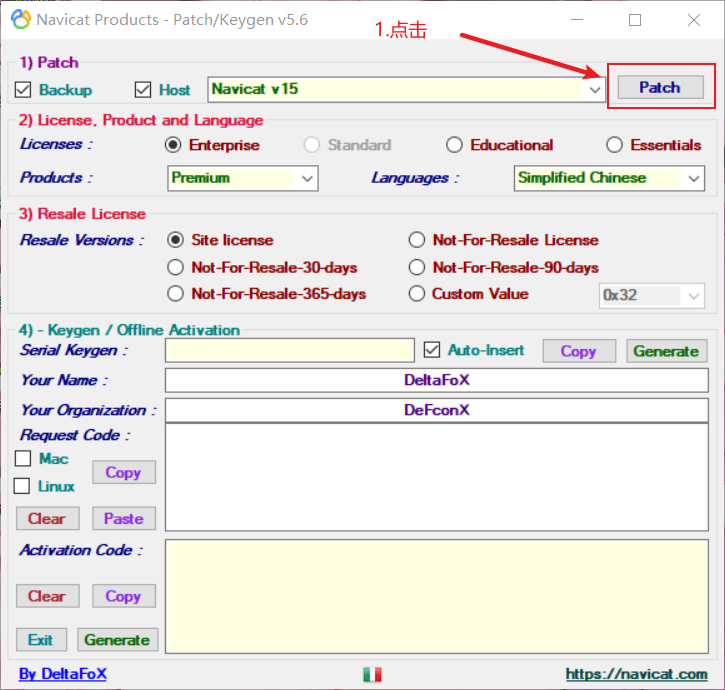 Navicat Products - Patch/Keygen v5.6
1.点击
1) Patch
Backup Host Navicat v15 Patch
2) License, Product and Language
Licenses : Enterprise Standard Educational Essentials
Products : Premium Languages : Simplified Chinese
3) Resale License
Resale Versions : Site license Not-For-Resale License
Not-For-Resale-30-days Not-For-Resale-90-days
Not-For-Resale-365-days Custom Value 0x32
4) - Keygen / Offline Activation
Serial Keygen : Auto-Insert Copy Generate
Your Name : DeltaFoX
Your Organization : DeFconX
Request Code :
Mac
Copy
Linux
Clear Paste
Activation Code :
Clear Copy
Exit Generate
By DeltaFoX https://navicat.com